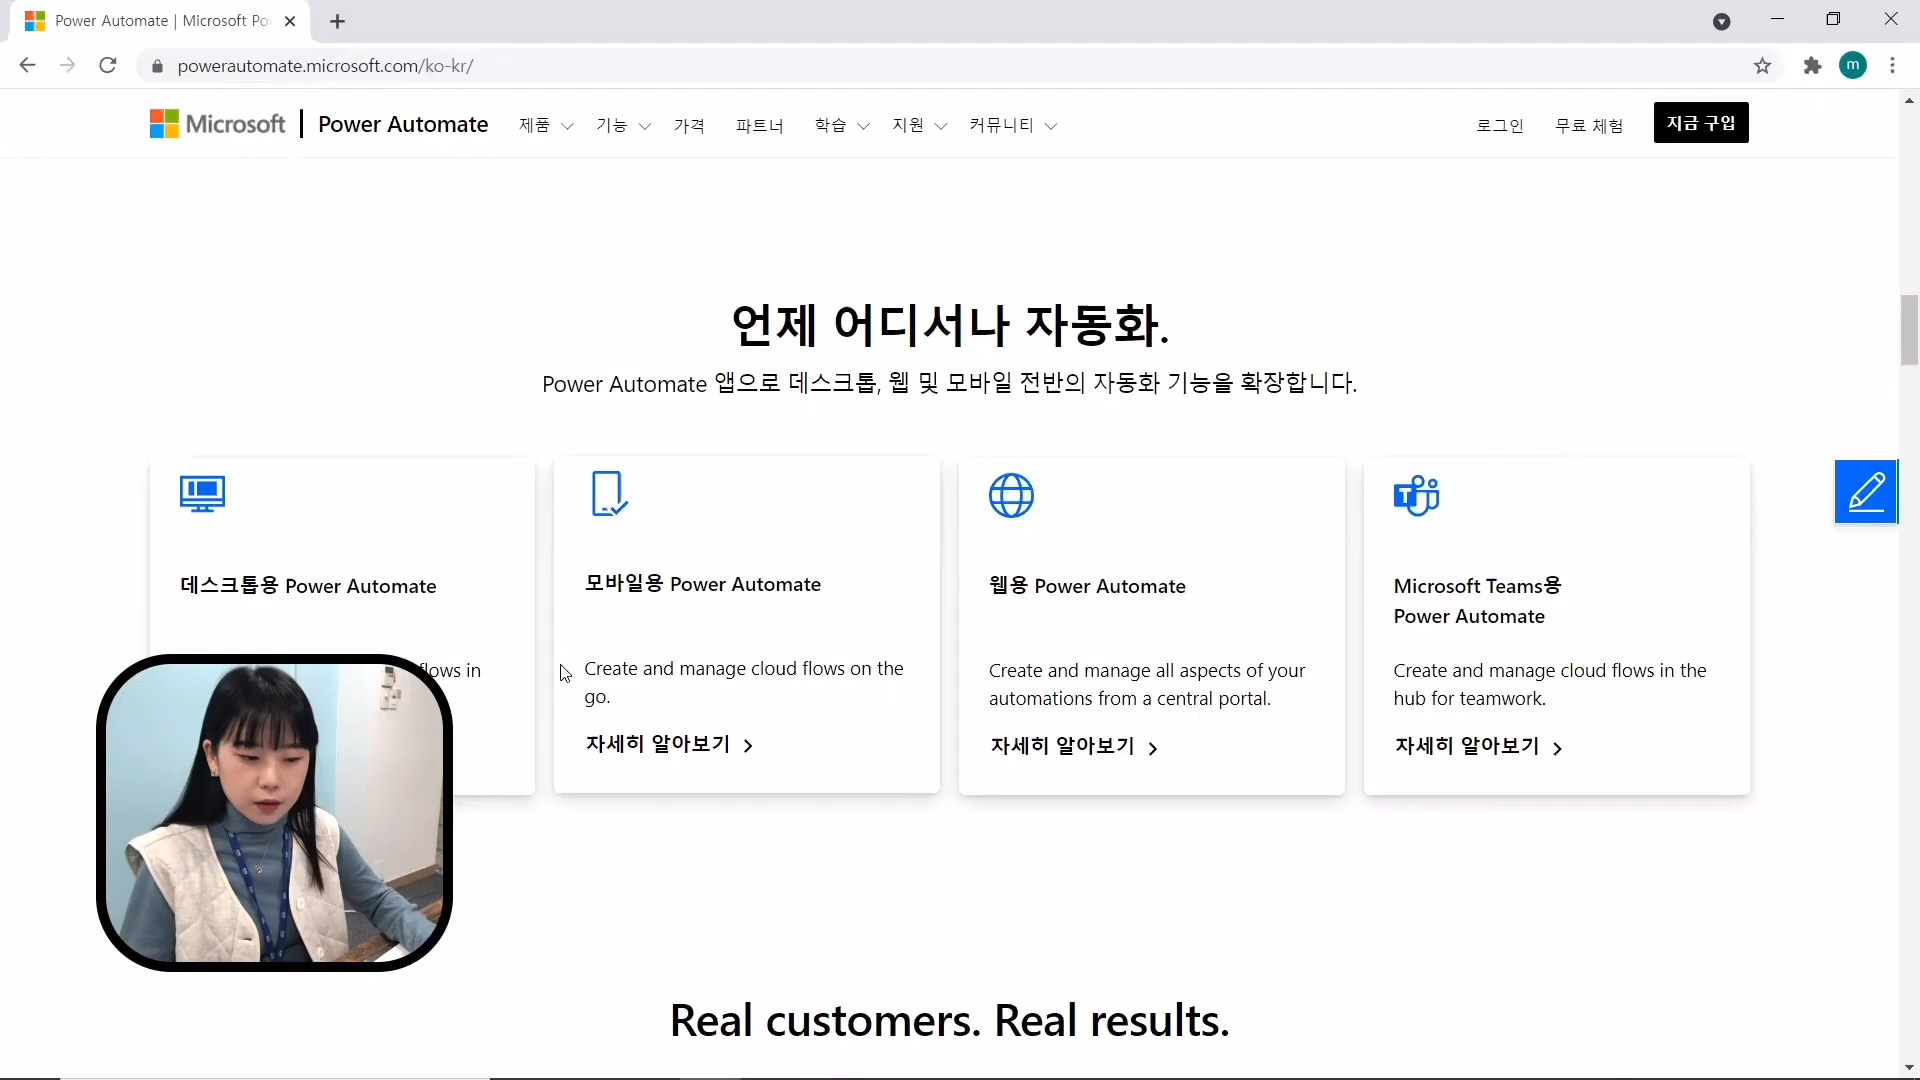 Power Automate | Microsoft Po
powerautomate.microsoft.com/ko-kr/
m
Microsoft
Power Automate
제품
기능
가격
파트너
학습
지원
커뮤니티
로그인
무료 체험
지금 구입
언제 어디서나 자동화.
Power Automate 앱으로 데스크톱, 웹 및 모바일 전반의 자동화 기능을 확장합니다.
데스크톱용 Power Automate
flows in
모바일용 Power Automate
Create and manage cloud flows on the
go.
자세히 알아보기
웹용 Power Automate
Create and manage all aspects of your
automations from a central portal.
자세히 알아보기
T
Microsoft Teams용
Power Automate
Create and manage cloud flows in the
hub for teamwork.
자세히 알아보기
Real customers. Real results.